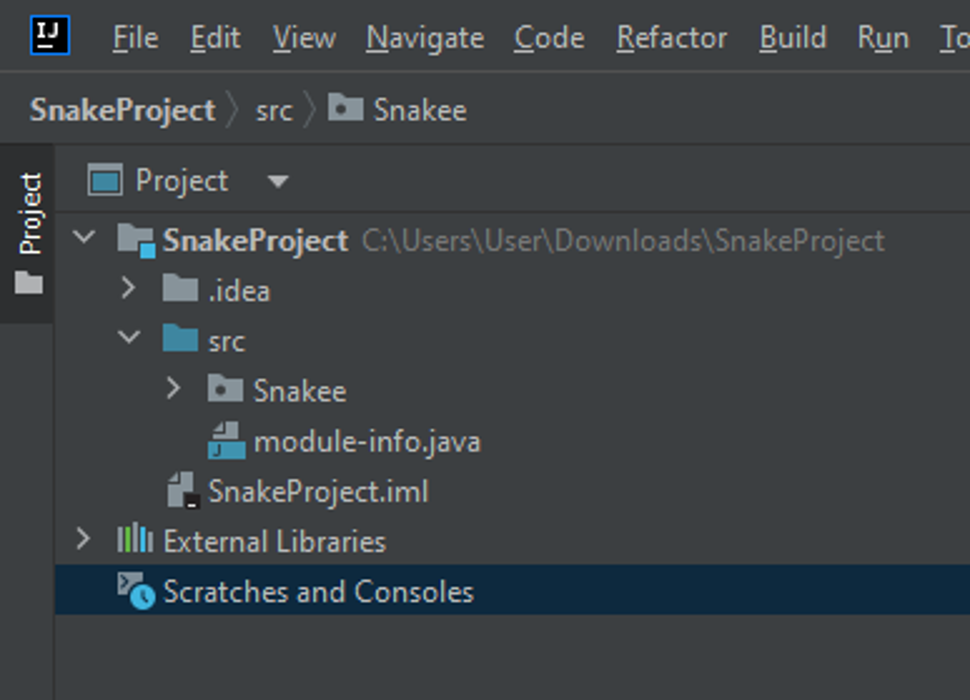 IJ File Edit View Navigate Code Refactor Build Run To
SnakeProject src Snakee
Project
Project
SnakeProject C:\Users\User\Downloads\SnakeProject
.idea
src
Snakee
module-info.java
SnakeProject.iml
External Libraries
Scratches and Consoles